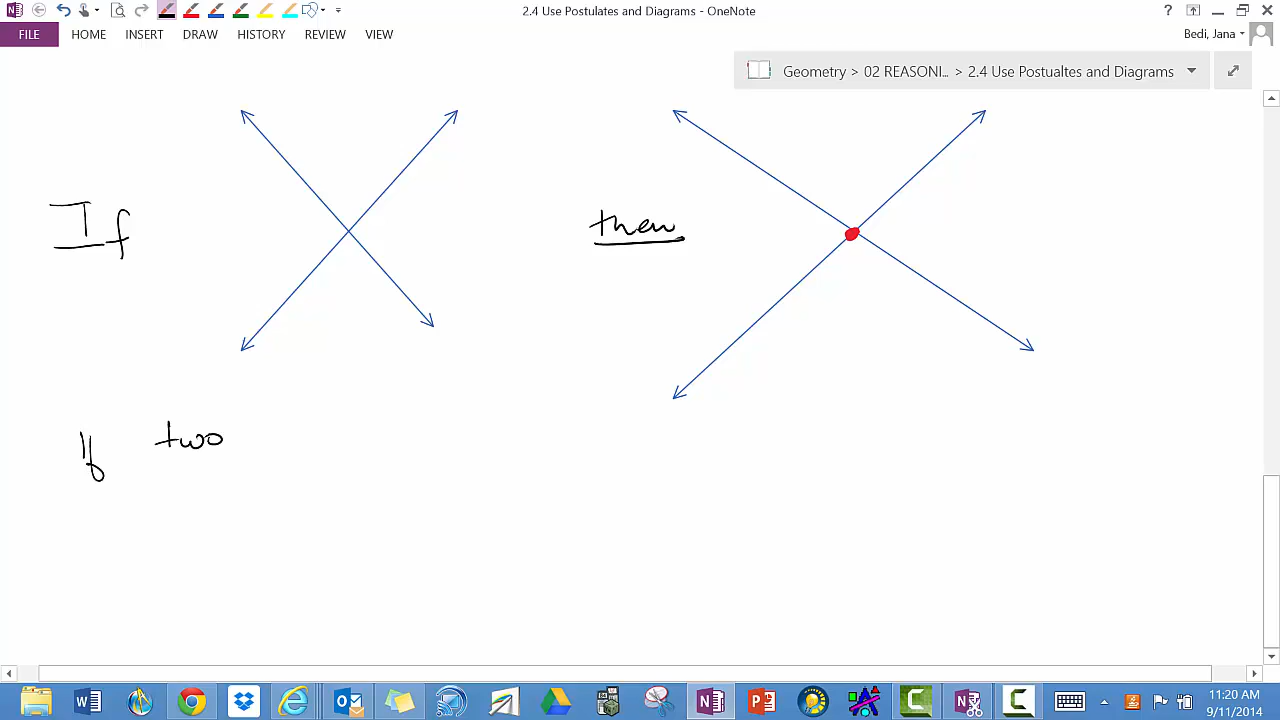 2.4 Use Postulates and Diagrams - OneNote
?
FILE HOME INSERT DRAW HISTORY REVIEW VIEW
Bedi, Jana
Geometry > 02 REASONI... > 2.4 Use Postualtes and Diagrams
If then
If two
11:20 AM
9/11/2014